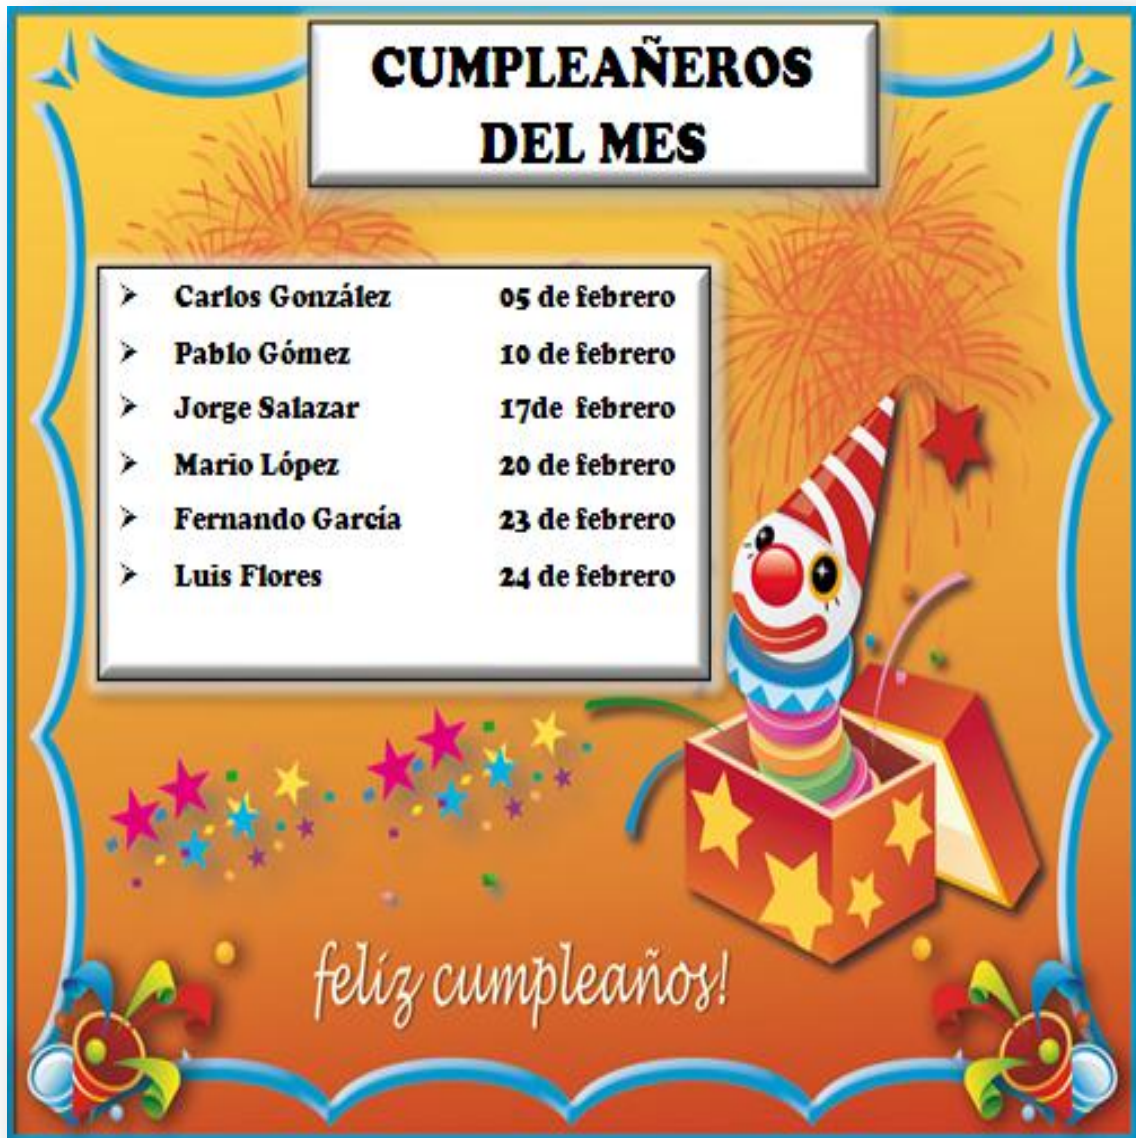 CUMPLEAÑEROS
DEL MES
➢ Carlos González 05 de febrero
➢ Pablo Gómez 10 de febrero
➢ Jorge Salazar 17de febrero
➢ Mario López 20 de febrero
➢ Fernando García 23 de febrero
➢ Luis Flores 24 de febrero
feliz cumpleaños!